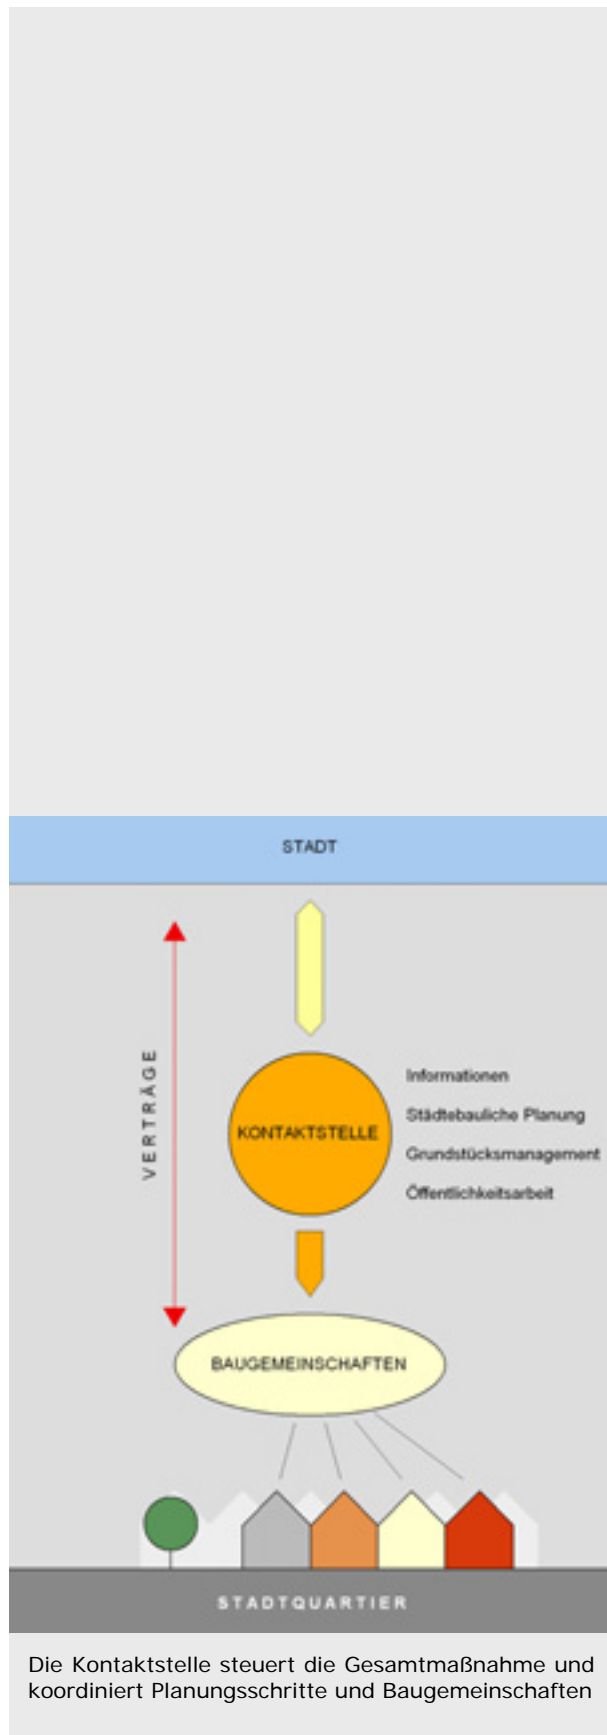 STADT
VERTRÄGE
KONTAKTSTELLE
Informationen
Städtebauliche Planung
Grundstücksmanagement
Öffentlichkeitsarbeit
BAUGEMEINSCHAFTEN
STADTQUARTIER
Die Kontaktstelle steuert die Gesamtmaßnahme und
koordiniert Planungsschritte und Baugemeinschaften